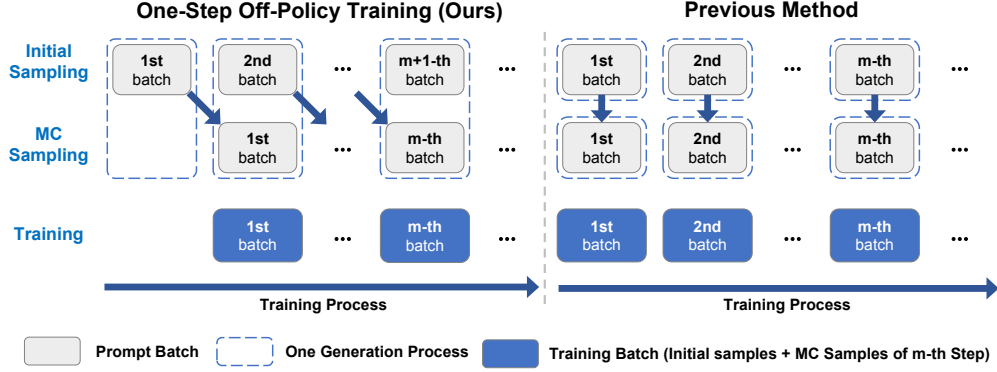 One-Step Off-Policy Training (Ours)
Previous Method
Initial
Sampling
1st
batch
2nd
batch
...
m+1-th
batch
...
1st
batch
2nd
batch
...
m-th
batch
...
MC
Sampling
1st
batch
...
m-th
batch
...
1st
batch
2nd
batch
...
m-th
batch
...
Training
1st
batch
...
m-th
batch
...
1st
batch
2nd
batch
...
m-th
batch
...
Training Process
Training Process
Prompt Batch
One Generation Process
Training Batch (Initial samples + MC Samples of m-th Step)